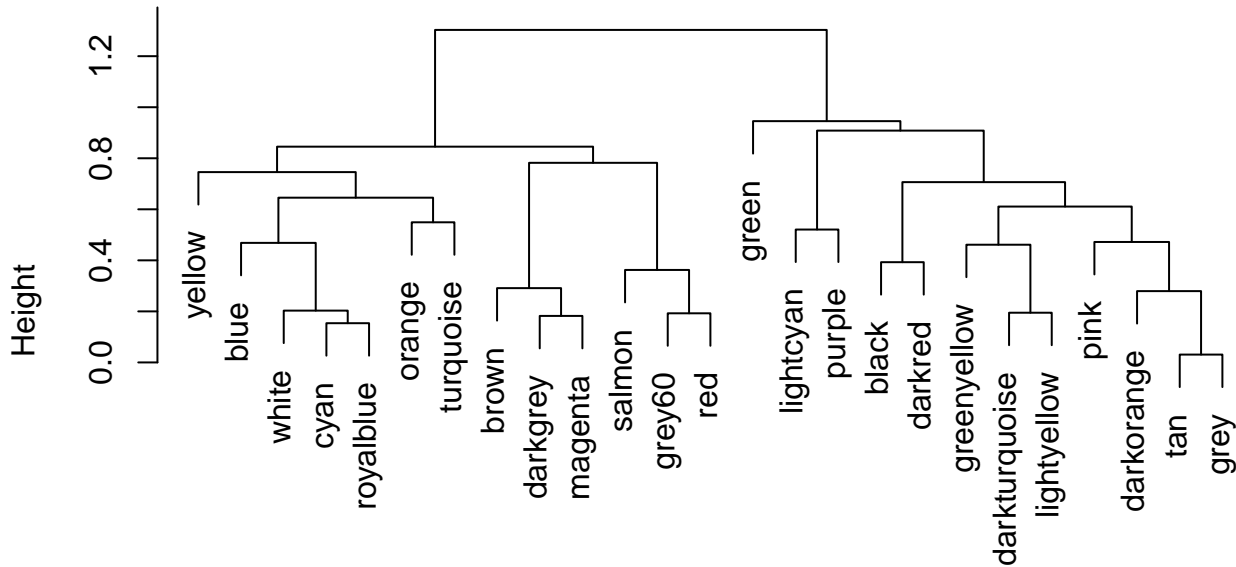 Height
1.2
0.8
0.4
0.0
yellow
blue
white
cyan
royalblue
orange
turquoise
brown
darkgrey
magenta
salmon
grey60
red
green
lightcyan
purple
black
darkred
greenyellow
darkturquoise
lightyellow
pink
darkorange
tan
grey